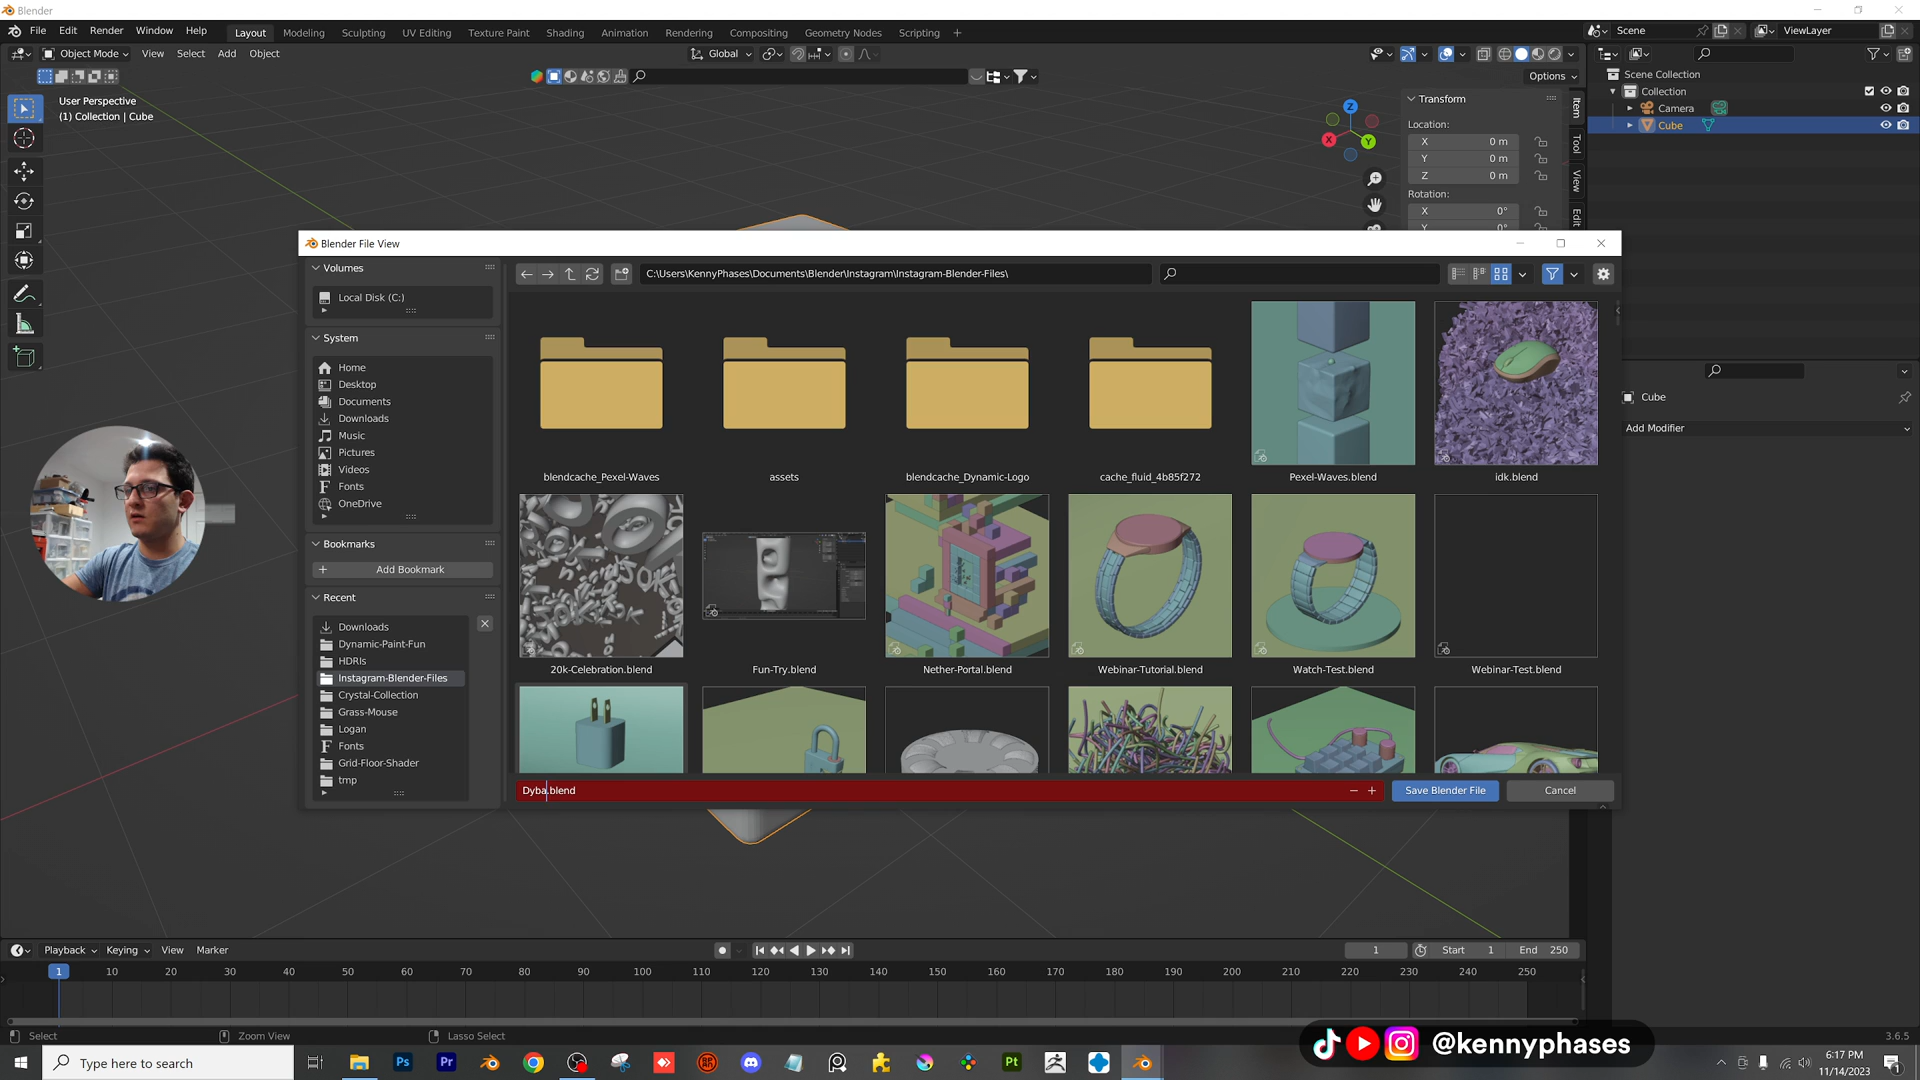 Blender
File Edit Render Window Help
Layout Modeling Sculpting UV Editing Texture Paint Shading Animation Rendering Compositing Geometry Nodes Scripting +
Scene
ViewLayer
Object Mode View Select Add Object
Global
Options
User Perspective
(1) Collection | Cube
Transform
Location:
X 0 m
Y 0 m
Z 0 m
Rotation:
X 0°
Item
Tool
View
Edit
Z
X
Y
Scene Collection
Collection
Camera
Cube
Cube
Add Modifier
Blender File View
Volumes
Local Disk (C:)
System
Home
Desktop
Documents
Downloads
Music
Pictures
Videos
Fonts
OneDrive
Bookmarks
+ Add Bookmark
Recent
Downloads
Dynamic-Paint-Fun
HDRIs
Instagram-Blender-Files
Crystal-Collection
Grass-Mouse
Logan
Fonts
Grid-Floor-Shader
tmp
C:\Users\KennyPhases\Documents\Blender\Instagram\Instagram-Blender-Files\
blendcache_Pexel-Waves
assets
blendcache_Dynamic-Logo
cache_fluid_4b85f272
Pexel-Waves.blend
idk.blend
20k-Celebration.blend
Fun-Try.blend
Nether-Portal.blend
Webinar-Tutorial.blend
Watch-Test.blend
Webinar-Test.blend
Dyba.blend
Save Blender File
Cancel
Playback Keying View Marker
1 Start 1 End 250
1 10 20 30 40 50 60 70 80 90 100 110 120 130 140 150 160 170 180 190 200 210 220 230 240 250
Select Zoom View Lasso Select
3.6.5
@kennyphases
Type here to search
Ps
Pr
Pt
6:17 PM
11/14/2023
1